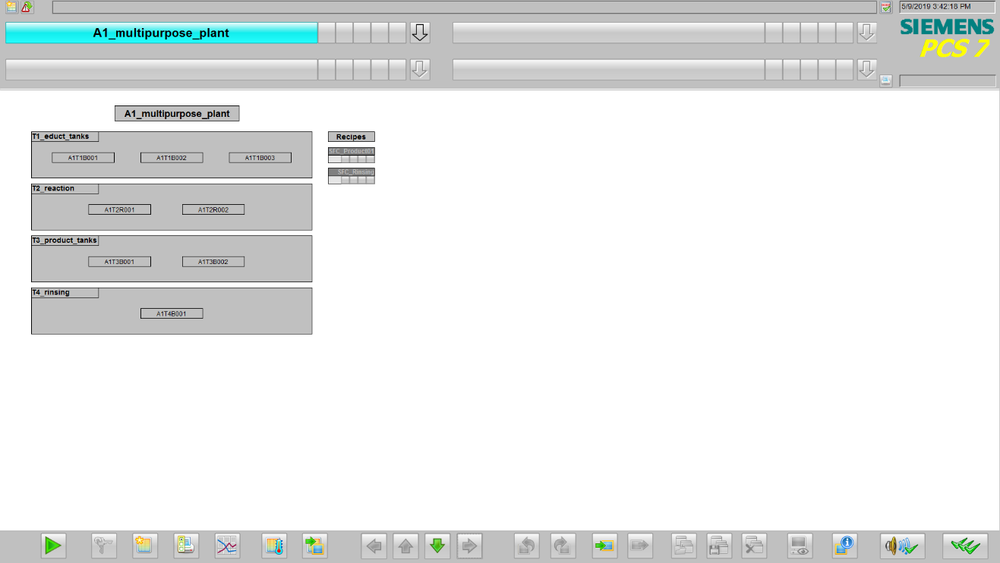 5/9/2019 3:42:18 PM
A1_multipurpose_plant
SIEMENS
PCS 7
A1_multipurpose_plant
T1_educt_tanks
A1T1B001 A1T1B002 A1T1B003
Recipes
SFC_Product01
SFC_Rinsing
T2_reaction
A1T2R001 A1T2R002
T3_product_tanks
A1T3B001 A1T3B002
T4_rinsing
A1T4B001